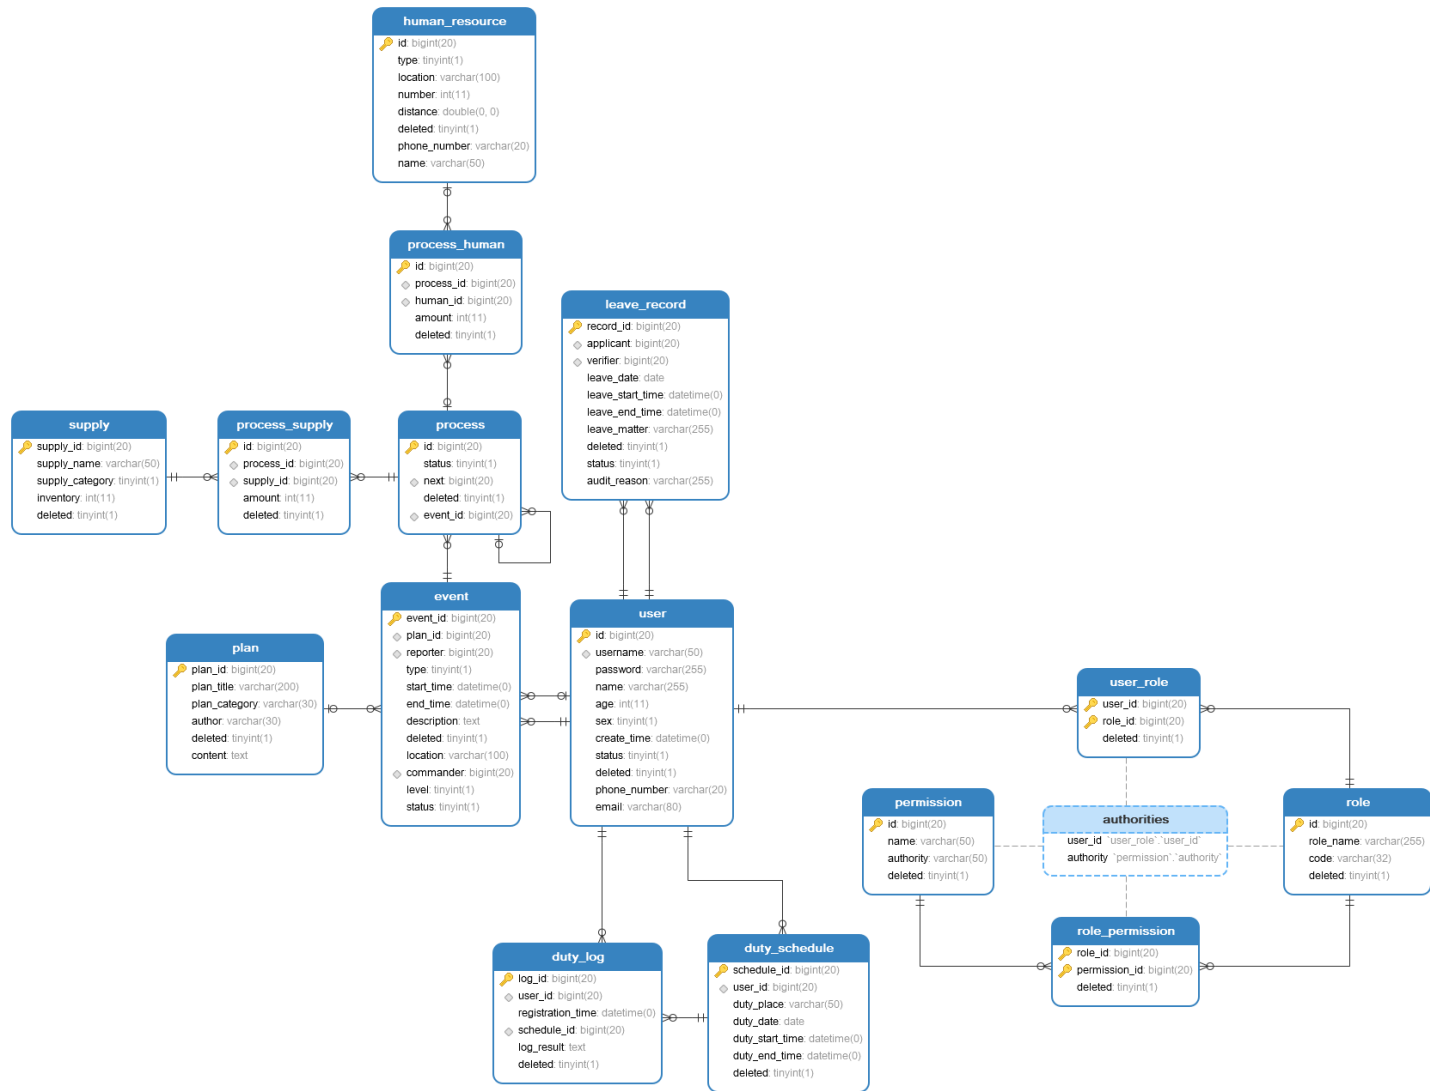 human_resource
id: bigint(20)
type: tinyint(1)
location: varchar(100)
number: int(11)
distance: double(0, 0)
deleted: tinyint(1)
phone_number: varchar(20)
name: varchar(50)
process_human
id: bigint(20)
process_id: bigint(20)
human_id: bigint(20)
amount: int(11)
deleted: tinyint(1)
leave_record
record_id: bigint(20)
applicant: bigint(20)
verifier: bigint(20)
leave_date: date
leave_start_time: datetime(0)
leave_end_time: datetime(0)
leave_matter: varchar(255)
deleted: tinyint(1)
status: tinyint(1)
audit_reason: varchar(255)
supply
supply_id: bigint(20)
supply_name: varchar(50)
supply_category: tinyint(1)
inventory: int(11)
deleted: tinyint(1)
process_supply
id: bigint(20)
process_id: bigint(20)
supply_id: bigint(20)
amount: int(11)
deleted: tinyint(1)
process
id: bigint(20)
status: tinyint(1)
next: bigint(20)
deleted: tinyint(1)
event_id: bigint(20)
event
event_id: bigint(20)
plan_id: bigint(20)
reporter: bigint(20)
type: tinyint(1)
start_time: datetime(0)
end_time: datetime(0)
description: text
deleted: tinyint(1)
location: varchar(100)
commander: bigint(20)
level: tinyint(1)
status: tinyint(1)
user
id: bigint(20)
username: varchar(50)
password: varchar(255)
name: varchar(255)
age: int(11)
sex: tinyint(1)
create_time: datetime(0)
status: tinyint(1)
deleted: tinyint(1)
phone_number: varchar(20)
email: varchar(80)
plan
plan_id: bigint(20)
plan_title: varchar(200)
plan_category: varchar(30)
author: varchar(30)
deleted: tinyint(1)
content: text
user_role
user_id: bigint(20)
role_id: bigint(20)
deleted: tinyint(1)
permission
id: bigint(20)
name: varchar(50)
authority: varchar(50)
deleted: tinyint(1)
authorities
user_id `user_role`.`user_id`
authority `permission`.`authority`
role
id: bigint(20)
role_name: varchar(255)
code: varchar(32)
deleted: tinyint(1)
role_permission
role_id: bigint(20)
permission_id: bigint(20)
deleted: tinyint(1)
duty_log
log_id: bigint(20)
user_id: bigint(20)
registration_time: datetime(0)
schedule_id: bigint(20)
log_result: text
deleted: tinyint(1)
duty_schedule
schedule_id: bigint(20)
user_id: bigint(20)
duty_place: varchar(50)
duty_date: date
duty_start_time: datetime(0)
duty_end_time: datetime(0)
deleted: tinyint(1)